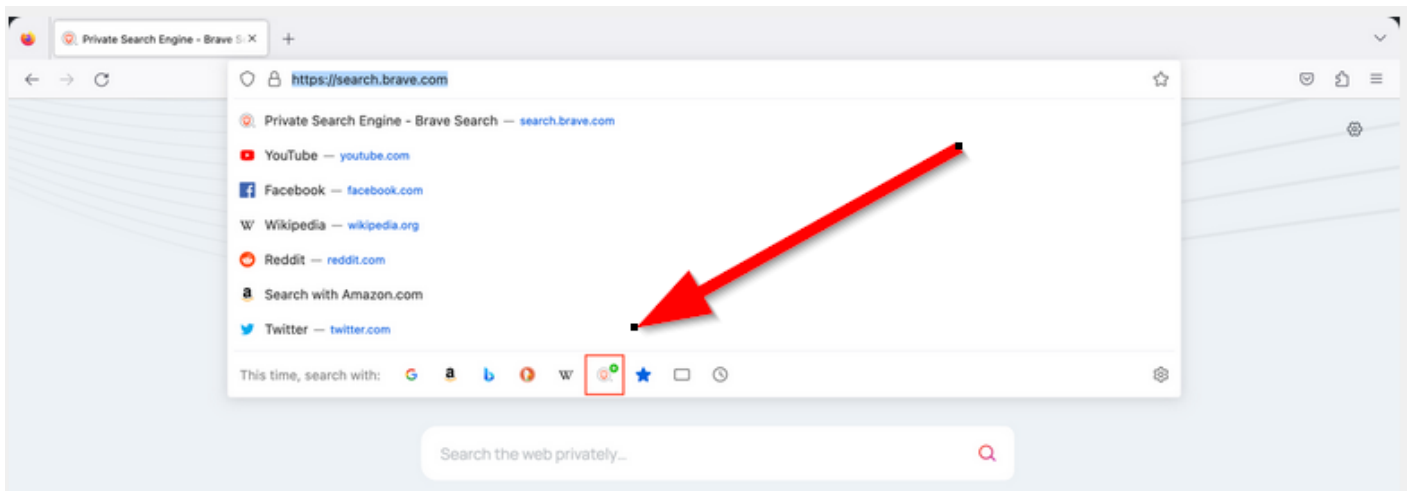 Private Search Engine - Brave S
https://search.brave.com
Private Search Engine - Brave Search — search.brave.com
YouTube — youtube.com
Facebook — facebook.com
W Wikipedia — wikipedia.org
Reddit — reddit.com
a Search with Amazon.com
Twitter — twitter.com
This time, search with: G a b W
Search the web privately...